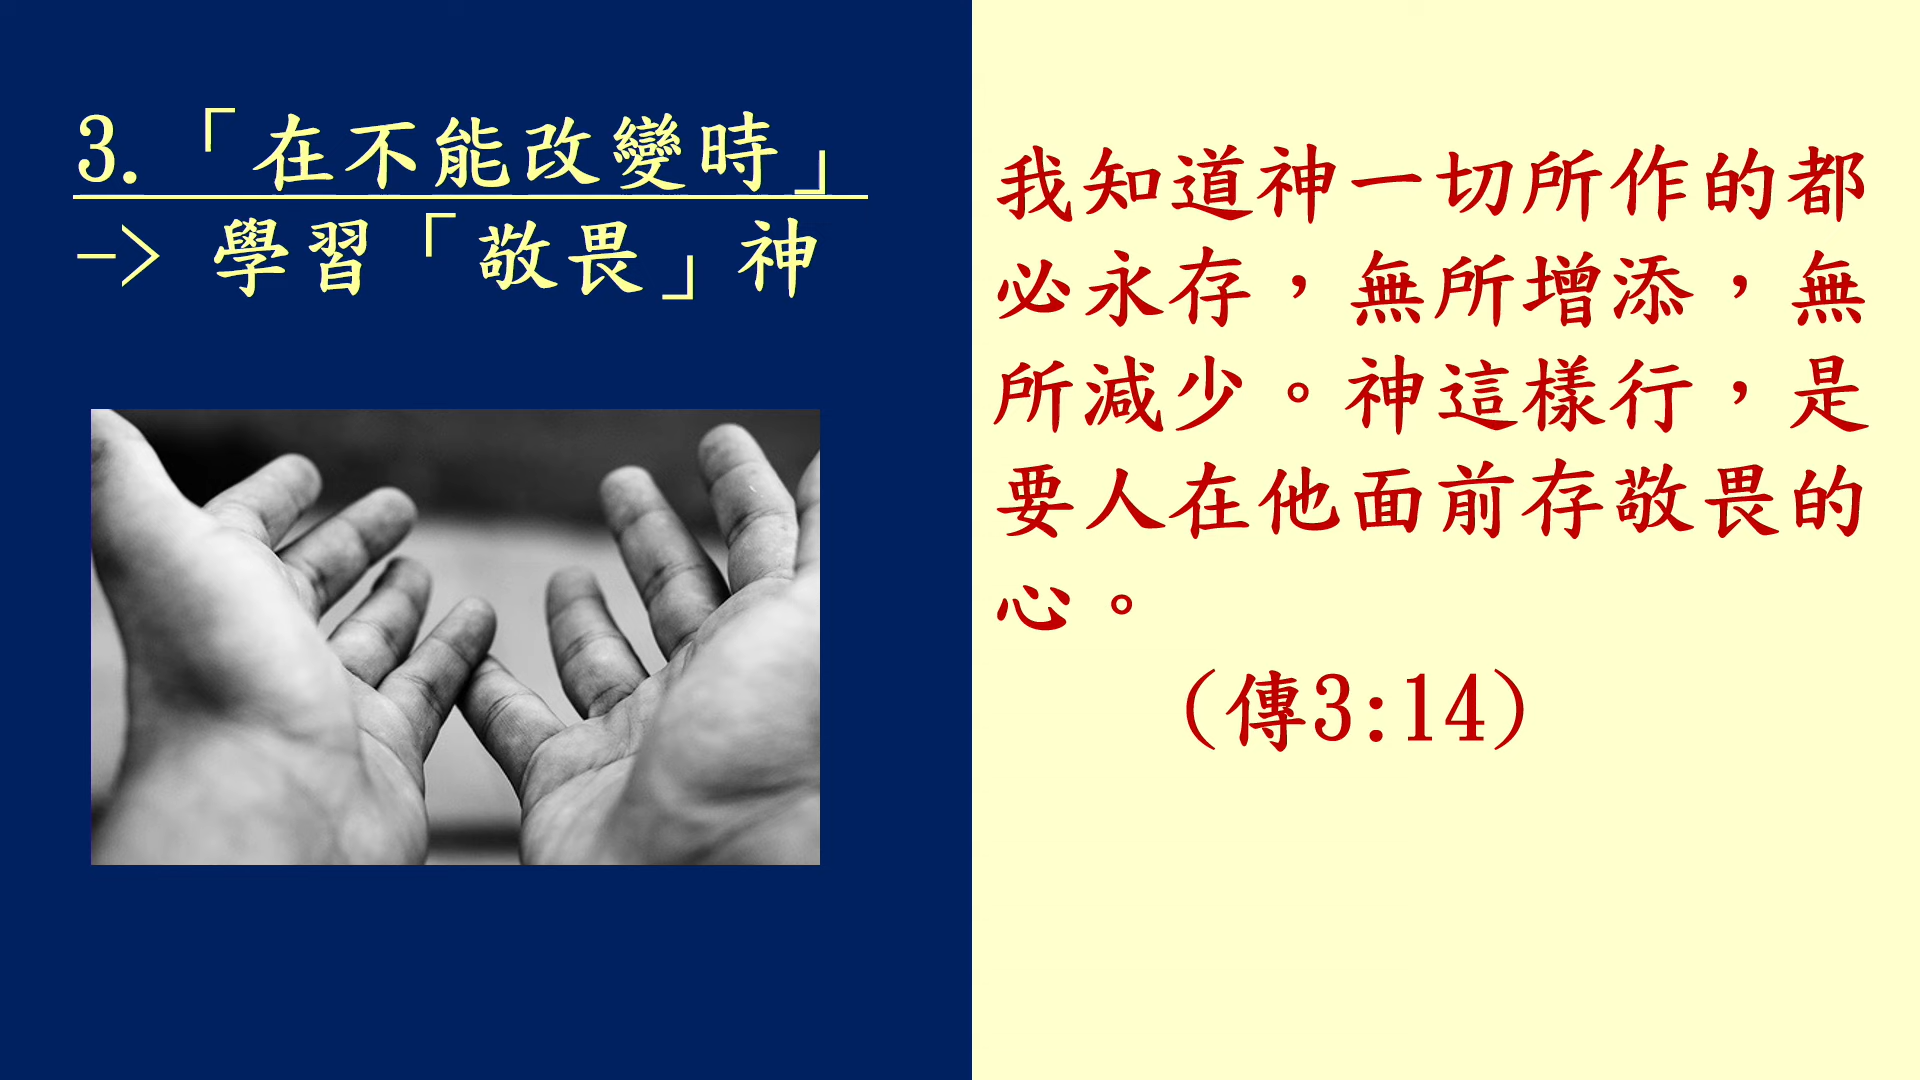 3.「在不能改變時」
-> 學習「敬畏」神
我知道神一切所作的都
必永存，無所增添，無
所減少。神這樣行，是
要人在他面前存敬畏的
心。
(傳3:14)